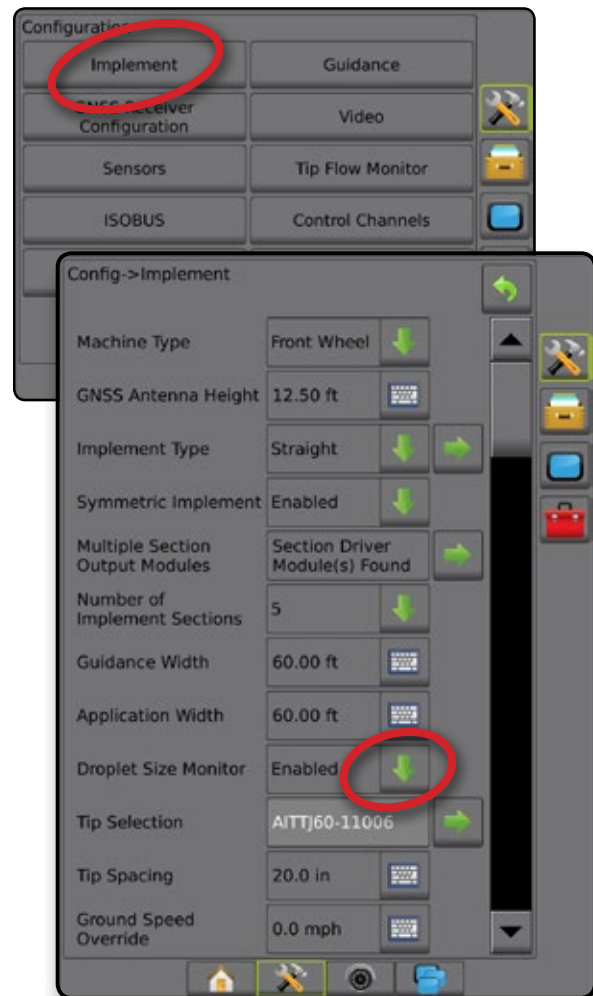 Configuration
Implement
Guidance
GNSS Receiver
Configuration
Video
Sensors
Tip Flow Monitor
ISOBUS
Control Channels
Config->Implement
Machine Type
Front Wheel
GNSS Antenna Height
12.50 ft
Implement Type
Straight
Symmetric Implement
Enabled
Multiple Section
Output Modules
Section Driver
Module(s) Found
Number of
Implement Sections
5
Guidance Width
60.00 ft
Application Width
60.00 ft
Droplet Size Monitor
Enabled
Tip Selection
AITTJ60-11006
Tip Spacing
20.0 in
Ground Speed
Override
0.0 mph